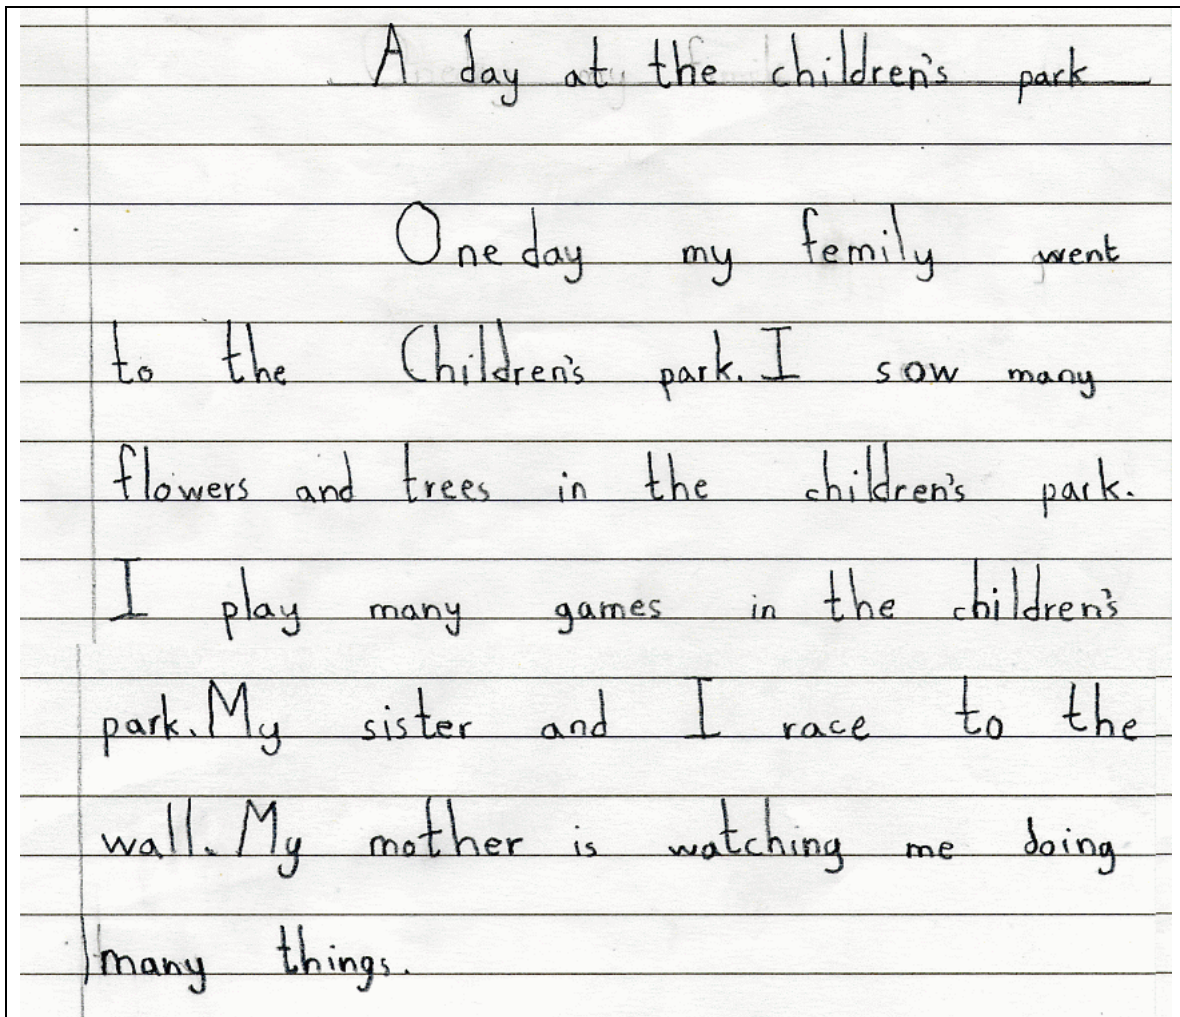 A day at the children's park
One day my femily went
to the Children's park. I sow many
flowers and trees in the children's park.
I play many games in the children's
park. My sister and I race to the
wall. My mother is watching me doing
many things.